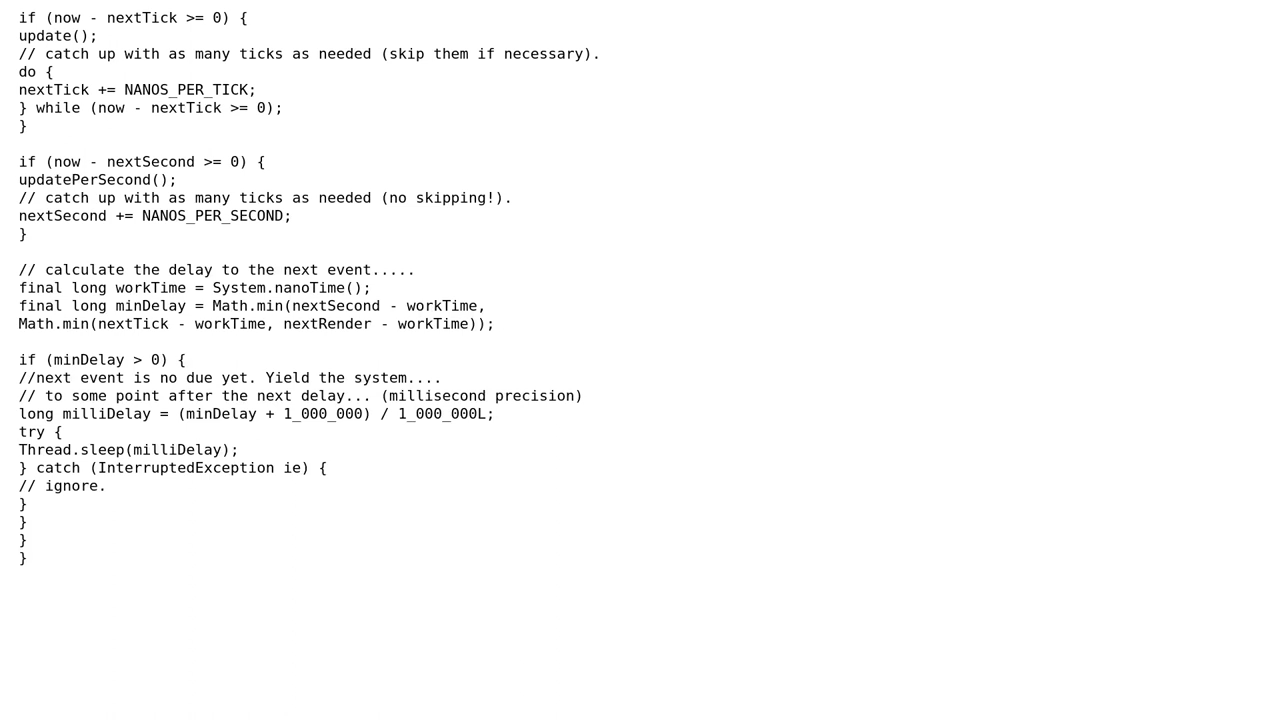 if (now - nextTick >= 0) {
update();
// catch up with as many ticks as needed (skip them if necessary).
do {
nextTick += NANOS_PER_TICK;
} while (now - nextTick >= 0);
}

if (now - nextSecond >= 0) {
updatePerSecond();
// catch up with as many ticks as needed (no skipping!).
nextSecond += NANOS_PER_SECOND;
}

// calculate the delay to the next event.....
final long workTime = System.nanoTime();
final long minDelay = Math.min(nextSecond - workTime,
Math.min(nextTick - workTime, nextRender - workTime));

if (minDelay > 0) {
//next event is no due yet. Yield the system....
// to some point after the next delay... (millisecond precision)
long milliDelay = (minDelay + 1_000_000) / 1_000_000L;
try {
Thread.sleep(milliDelay);
} catch (InterruptedException ie) {
// ignore.
}
}
}
}